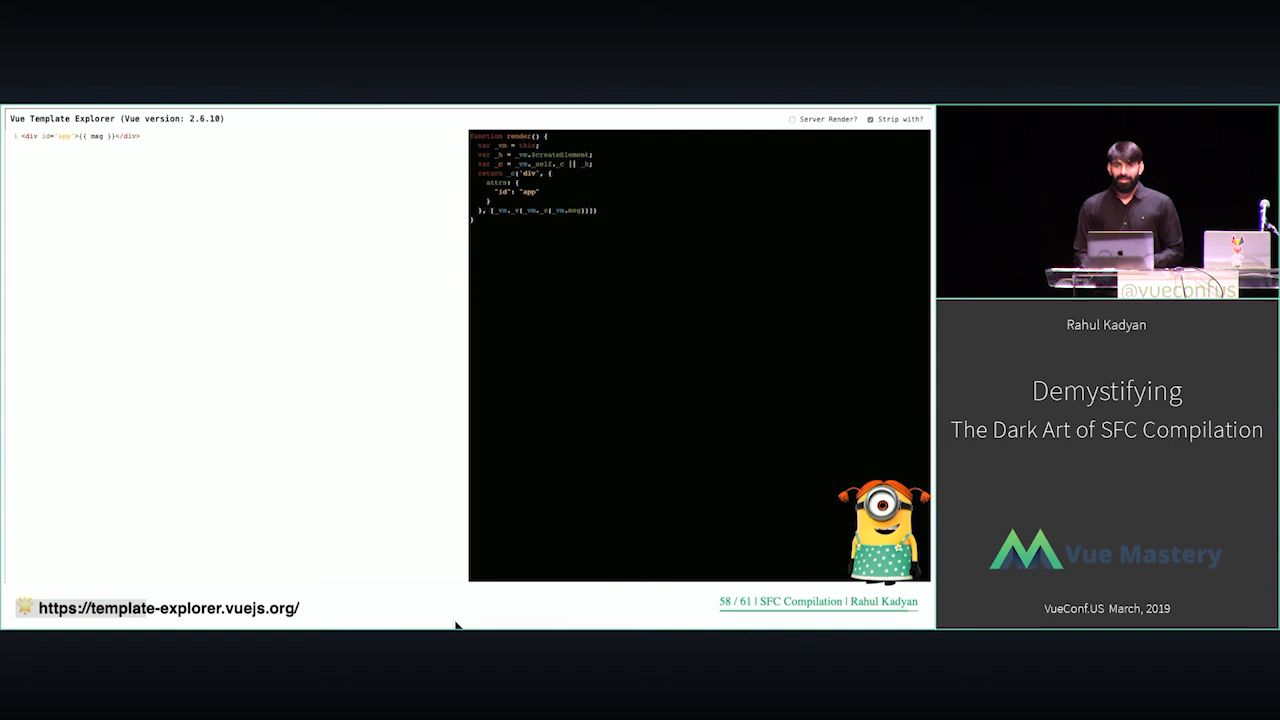 Vue Template Explorer (Vue version: 2.6.10)
Server Render?
Strip with?
1 <div id="app">{{ msg }}</div>
function render() {
var _vm = this;
var _h = _vm.$createElement;
var _c = _vm._self._c || _h;
return _c('div', {
attrs: {
"id": "app"
}
}, [_vm._v(_vm._s(_vm.msg))])
}
https://template-explorer.vuejs.org/
58 / 61 | SFC Compilation | Rahul Kadyan
@vueconfus
Rahul Kadyan
Demystifying
The Dark Art of SFC Compilation
Vue Mastery
VueConf.US March, 2019